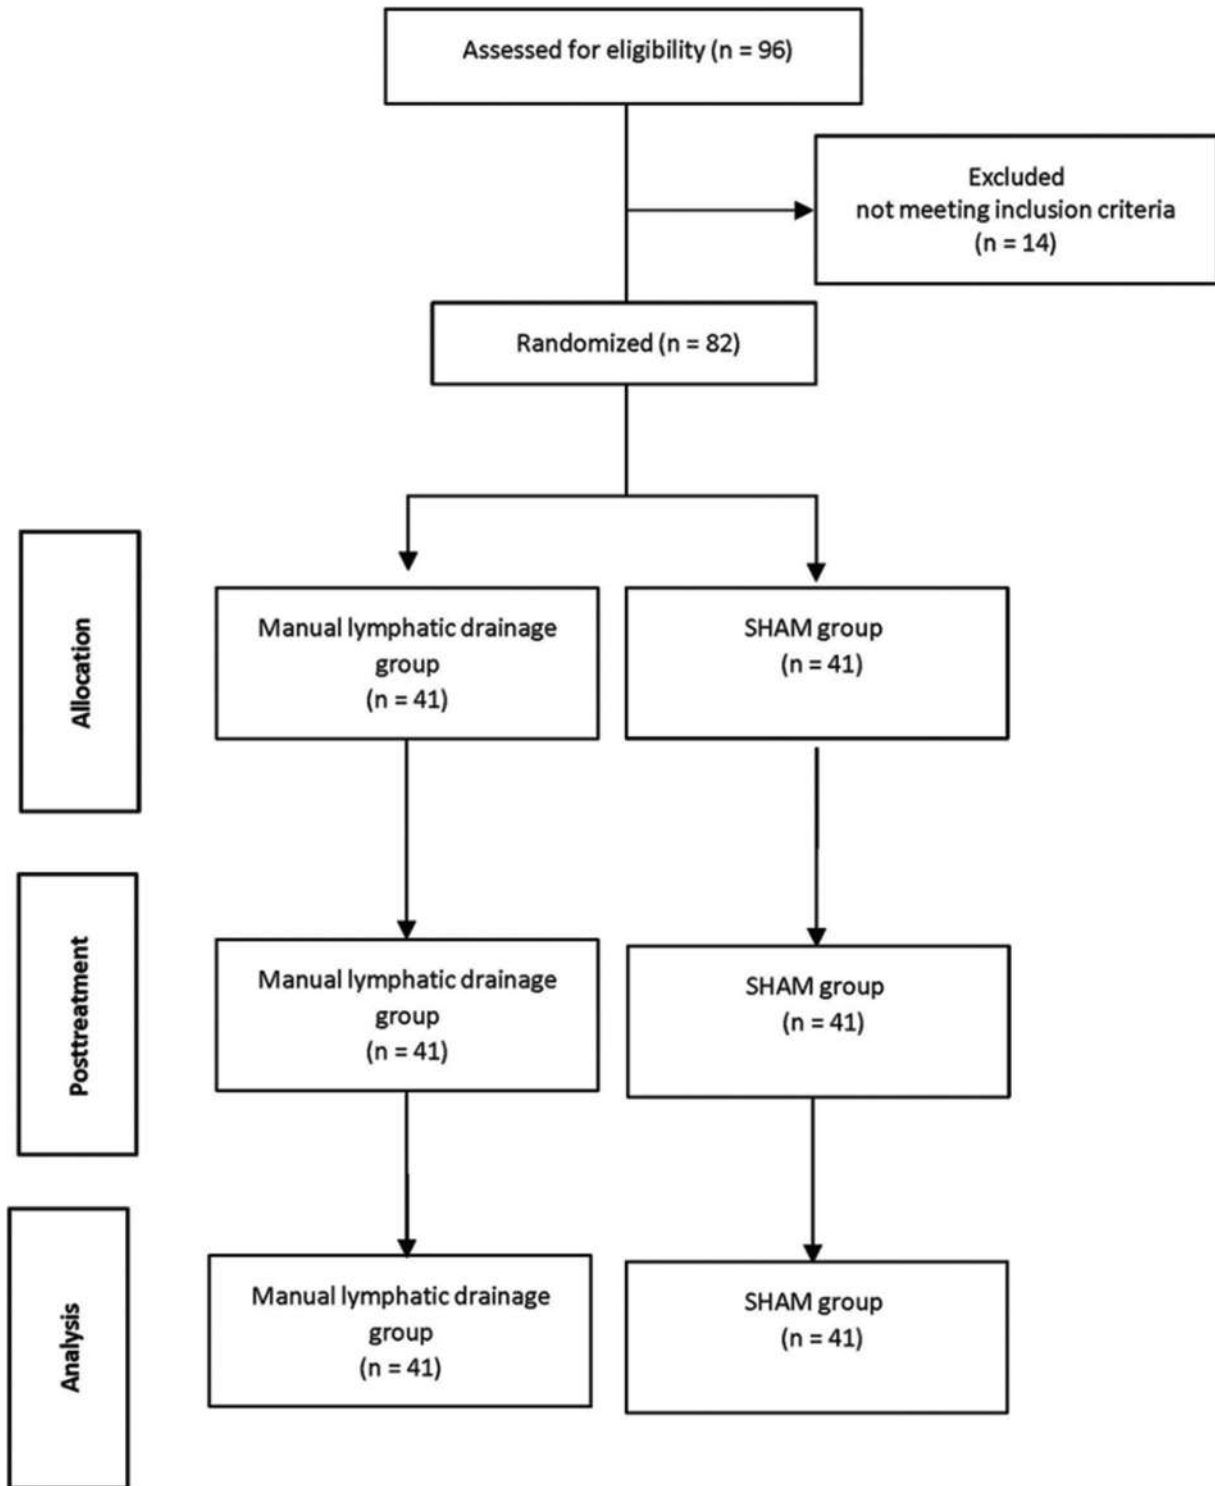 Assessed for eligibility (n = 96)
Excluded
not meeting inclusion criteria
(n = 14)
Randomized (n = 82)
Allocation
Manual lymphatic drainage
group
(n = 41)
SHAM group
(n = 41)
Posttreatment
Manual lymphatic drainage
group
(n = 41)
SHAM group
(n = 41)
Analysis
Manual lymphatic drainage
group
(n = 41)
SHAM group
(n = 41)